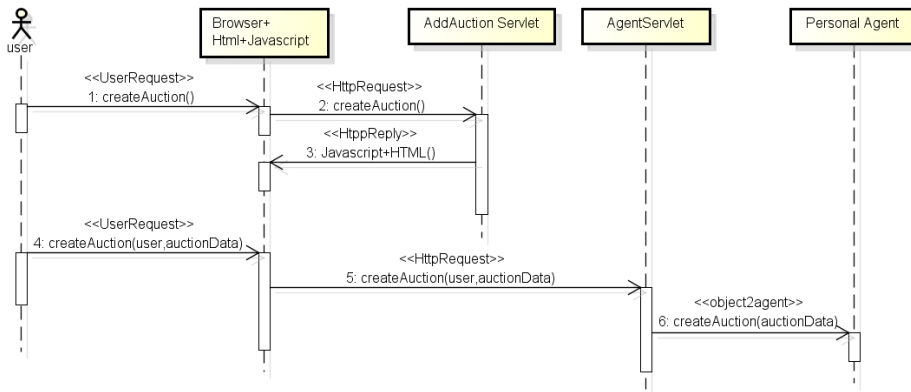 Browser+
Html+Javascript
AddAuction Servlet
AgentServlet
Personal Agent
user
<<UserRequest>>
1: createAuction()
<<HttpRequest>>
2: createAuction()
<<HtppReply>>
3: Javascript+HTML()
<<UserRequest>>
4: createAuction(user,auctionData)
<<HttpRequest>>
5: createAuction(user,auctionData)
<<object2agent>>
6: createAuction(auctionData)